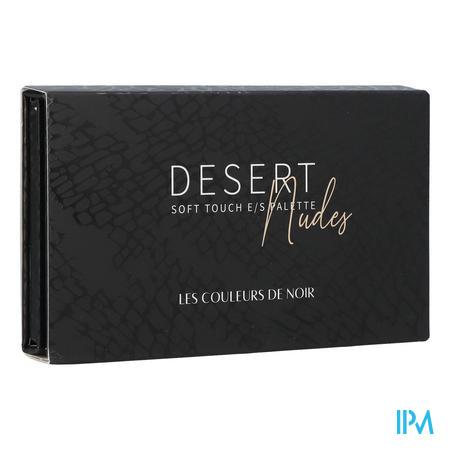 DESERT
Nudes
SOFT TOUCH E/S PALETTE
LES COULEURS DE NOIR
IPM